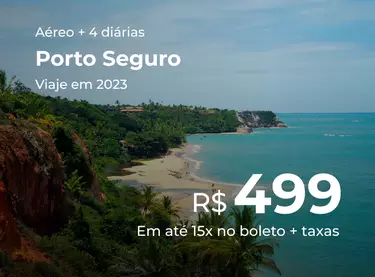 Aéreo + 4 diárias
Porto Seguro
Viaje em 2023
R$ 499
Em até 15x no boleto + taxas